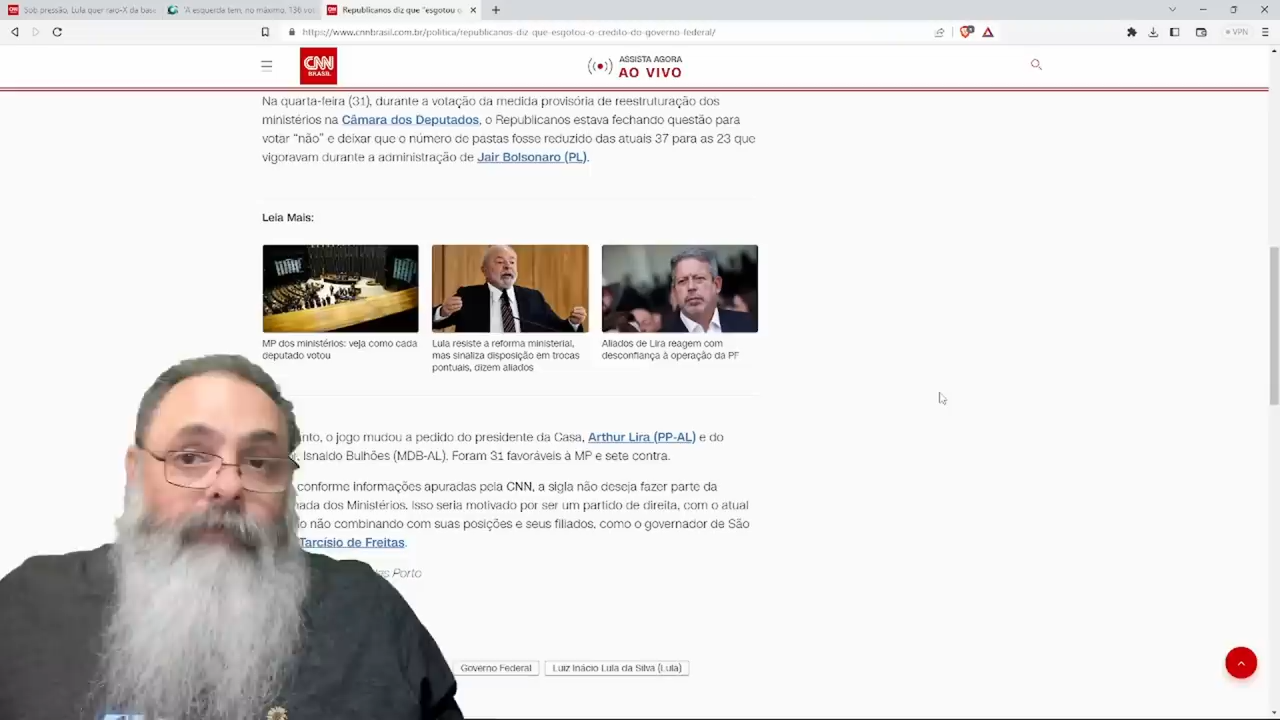 Sob pressão, Lula quer raio-X da bas
"A esquerda tem, no máximo, 136 vo
Republicanos diz que "esgotou o
https://www.cnnbrasil.com.br/politica/republicanos-diz-que-esgotou-o-credito-do-governo-federal/
VPN
CNN
BRASIL
ASSISTA AGORA
AO VIVO
Na quarta-feira (31), durante a votação da medida provisória de reestruturação dos
ministérios na Câmara dos Deputados, o Republicanos estava fechando questão para
votar “não” e deixar que o número de pastas fosse reduzido das atuais 37 para as 23 que
vigoravam durante a administração de Jair Bolsonaro (PL).
Leia Mais:
MP dos ministérios: veja como cada
deputado votou
Lula resiste a reforma ministerial,
mas sinaliza disposição em trocas
pontuais, dizem aliados
Aliados de Lira reagem com
desconfiança à operação da PF
nto, o jogo mudou a pedido do presidente da Casa, Arthur Lira (PP-AL) e do
, Isnaldo Bulhões (MDB-AL). Foram 31 favoráveis à MP e sete contra.
conforme informações apuradas pela CNN, a sigla não deseja fazer parte da
nada dos Ministérios. Isso seria motivado por ser um partido de direita, com o atual
o não combinando com suas posições e seus filiados, como o governador de São
Tarcísio de Freitas.
Porto
Governo Federal
Luiz Inácio Lula da Silva (Lula)